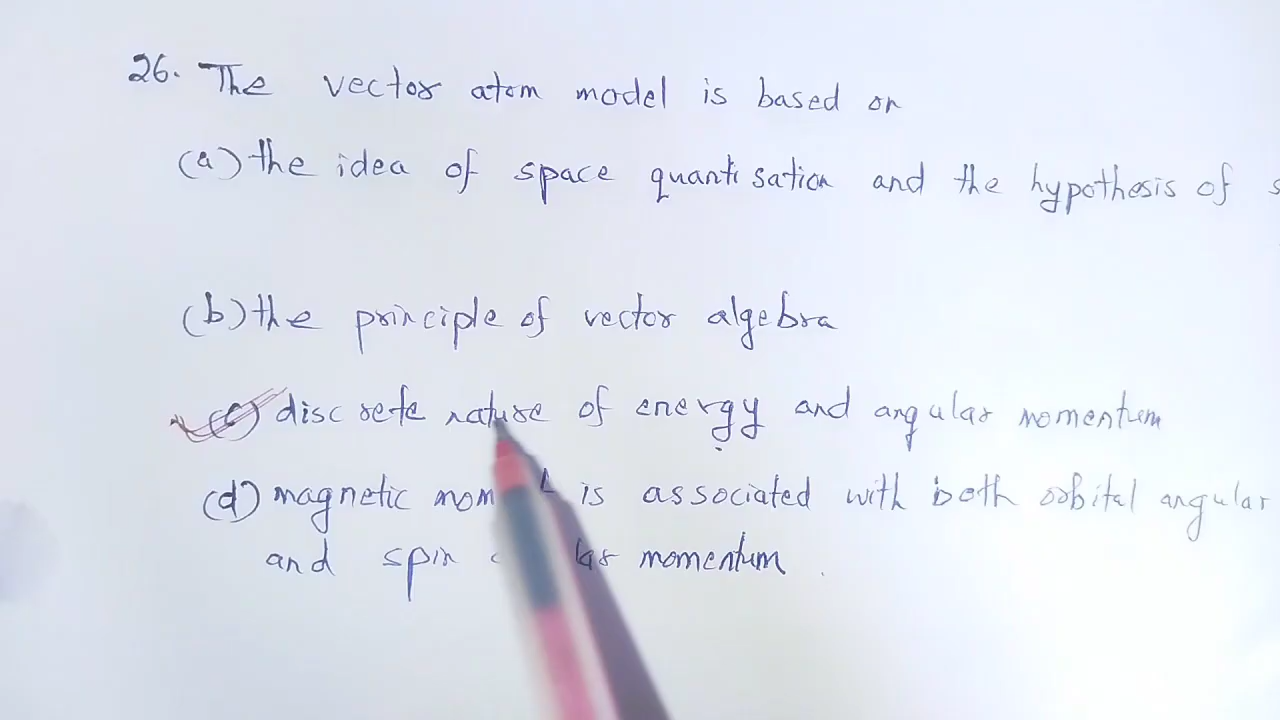 26. The vector atom model is based on
(a) the idea of space quantisation and the hypothesis of
(b) the principle of vector algebra
(c) discrete nature of energy and angular momentum
(d) magnetic is associated with both orbital angular
and spin momentum.